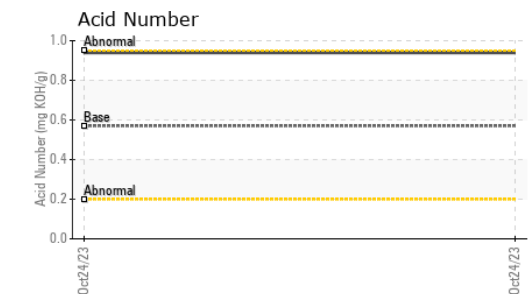 Acid Number
Acid Number (mg KOH/g)
1.0
0.8
0.6
0.4
0.2
0.0
Abnormal
Base
Abnormal
Oct24/23
Oct24/23